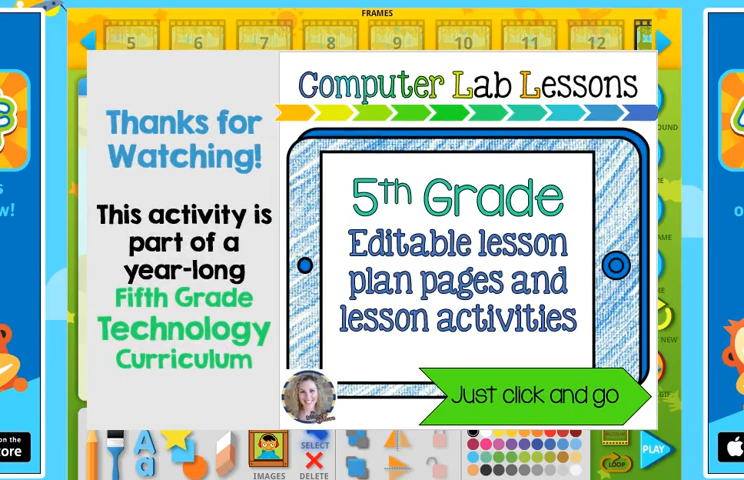 FRAMES
5 6 7 8 9 10 11 12
Computer Lab Lessons
Thanks for
Watching!
This activity is
part of a
year-long
Fifth Grade
Technology
Curriculum
5th Grade
Editable lesson
plan pages and
lesson activities
Just click and go
IMAGES
SELECT
DELETE
LOOP
PLAY